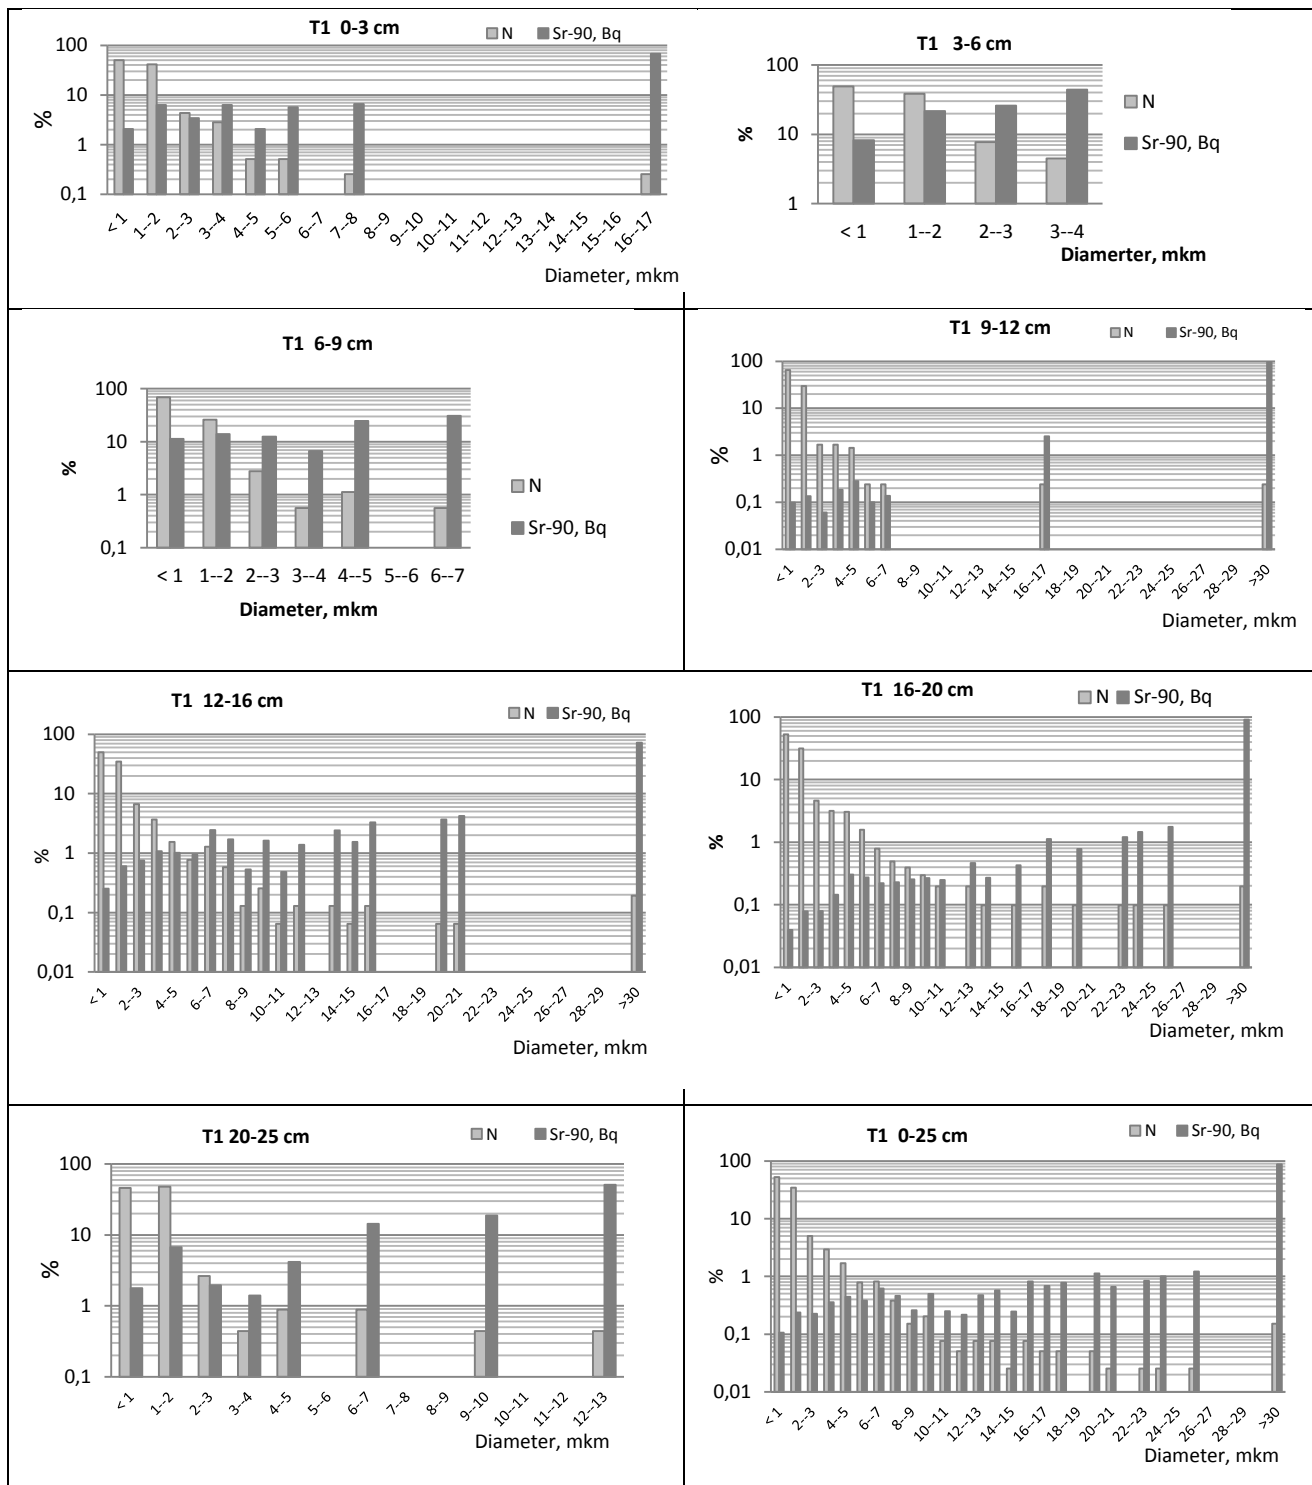 T1 0-3 cm
N Sr-90, Bq
100
10
1
0,1
%
< 1 1--2 2--3 3--4 4--5 5--6 6--7 7--8 8--9 9--10 10--11 11--12 12--13 13--14 14--15 15--16 16--17
Diameter, mkm
T1 3-6 cm
100
10
1
%
N
Sr-90, Bq
< 1 1--2 2--3 3--4
Diamerter, mkm
T1 6-9 cm
100
10
1
0,1
%
N
Sr-90, Bq
< 1 1--2 2--3 3--4 4--5 5--6 6--7
Diameter, mkm
T1 9-12 cm
N Sr-90, Bq
100
10
1
0,1
0,01
%
< 1 2--3 4--5 6--7 8--9 10--11 12--13 14--15 16--17 18--19 20--21 22--23 24--25 26--27 28--29 >30
Diameter, mkm
T1 12-16 cm
N Sr-90, Bq
100
10
1
0,1
0,01
%
< 1 2--3 4--5 6--7 8--9 10--11 12--13 14--15 16--17 18--19 20--21 22--23 24--25 26--27 28--29 >30
Diameter, mkm
T1 16-20 cm
N Sr-90, Bq
100
10
1
0,1
0,01
%
< 1 2--3 4--5 6--7 8--9 10--11 12--13 14--15 16--17 18--19 20--21 22--23 24--25 26--27 28--29 >30
Diameter, mkm
T1 20-25 cm
N Sr-90, Bq
100
10
1
0,1
%
< 1 1--2 2--3 3--4 4--5 5--6 6--7 7--8 8--9 9--10 10--11 11--12 12--13
Diameter, mkm
T1 0-25 cm
N Sr-90, Bq
100
10
1
0,1
0,01
%
< 1 2--3 4--5 6--7 8--9 10--11 12--13 14--15 16--17 18--19 20--21 22--23 24--25 26--27 28--29 >30
Diameter, mkm